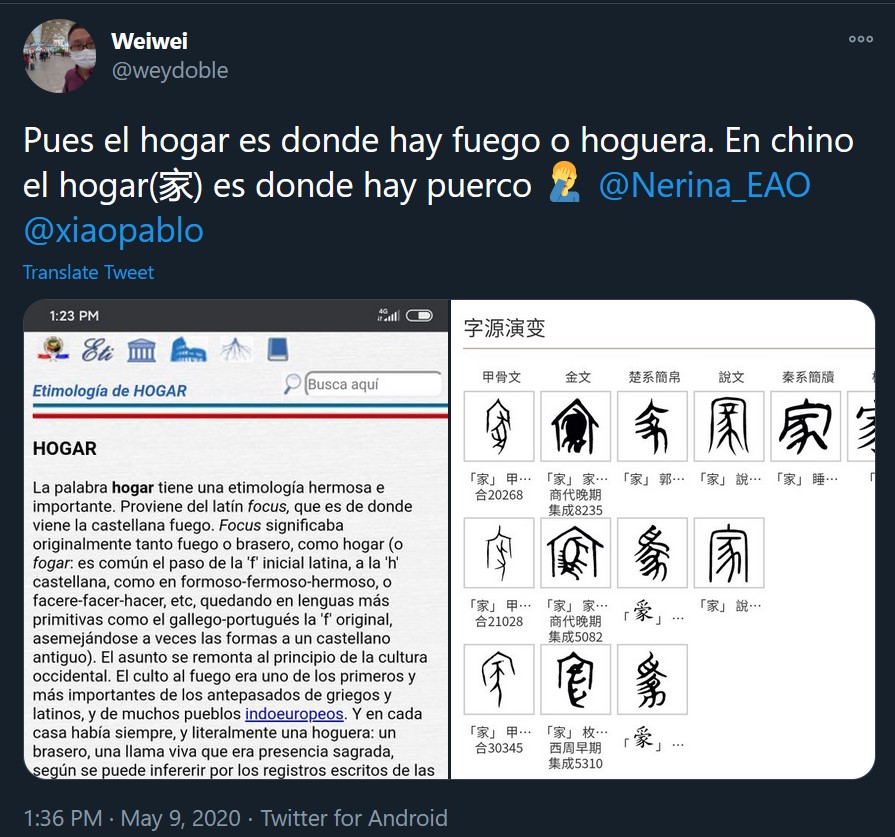 Weiwei
@weydoble
Pues el hogar es donde hay fuego o hoguera. En chino
el hogar(家) es donde hay puerco 🤦‍♂️ @Nerina_EAO
@xiaopablo
Translate Tweet
1:23 PM
4G
Eti
Etimología de HOGAR
Busca aquí
HOGAR
La palabra hogar tiene una etimología hermosa e
importante. Proviene del latín focus, que es de donde
viene la castellana fuego. Focus significaba
originalmente tanto fuego o brasero, como hogar (o
fogar: es común el paso de la 'f' inicial latina, a la 'h'
castellana, como en formoso-fermoso-hermoso, o
facere-facer-hacer, etc, quedando en lenguas más
primitivas como el gallego-portugués la 'f' original,
asemejándose a veces las formas a un castellano
antiguo). El asunto se remonta al principio de la cultura
occidental. El culto al fuego era uno de los primeros y
más importantes de los antepasados de griegos y
latinos, y de muchos pueblos indoeuropeos. Y en cada
casa había siempre, y literalmente una hoguera: un
brasero, una llama viva que era presencia sagrada,
según se puede infererir por los registros escritos de las
字源演变
甲骨文 金文 楚系簡帛 說文 秦系簡牘
「家」 甲… 「家」 家… 「家」 郭… 「家」 說… 「家」 睡…
合20268 商代晚期
集成8235
「家」 甲… 「家」 家… 「 」 … 「家」 說…
合21028 商代晚期
集成5082
「家」 甲… 「家」 枚… 「 」 …
合30345 西周早期
集成5310
1:36 PM · May 9, 2020 · Twitter for Android